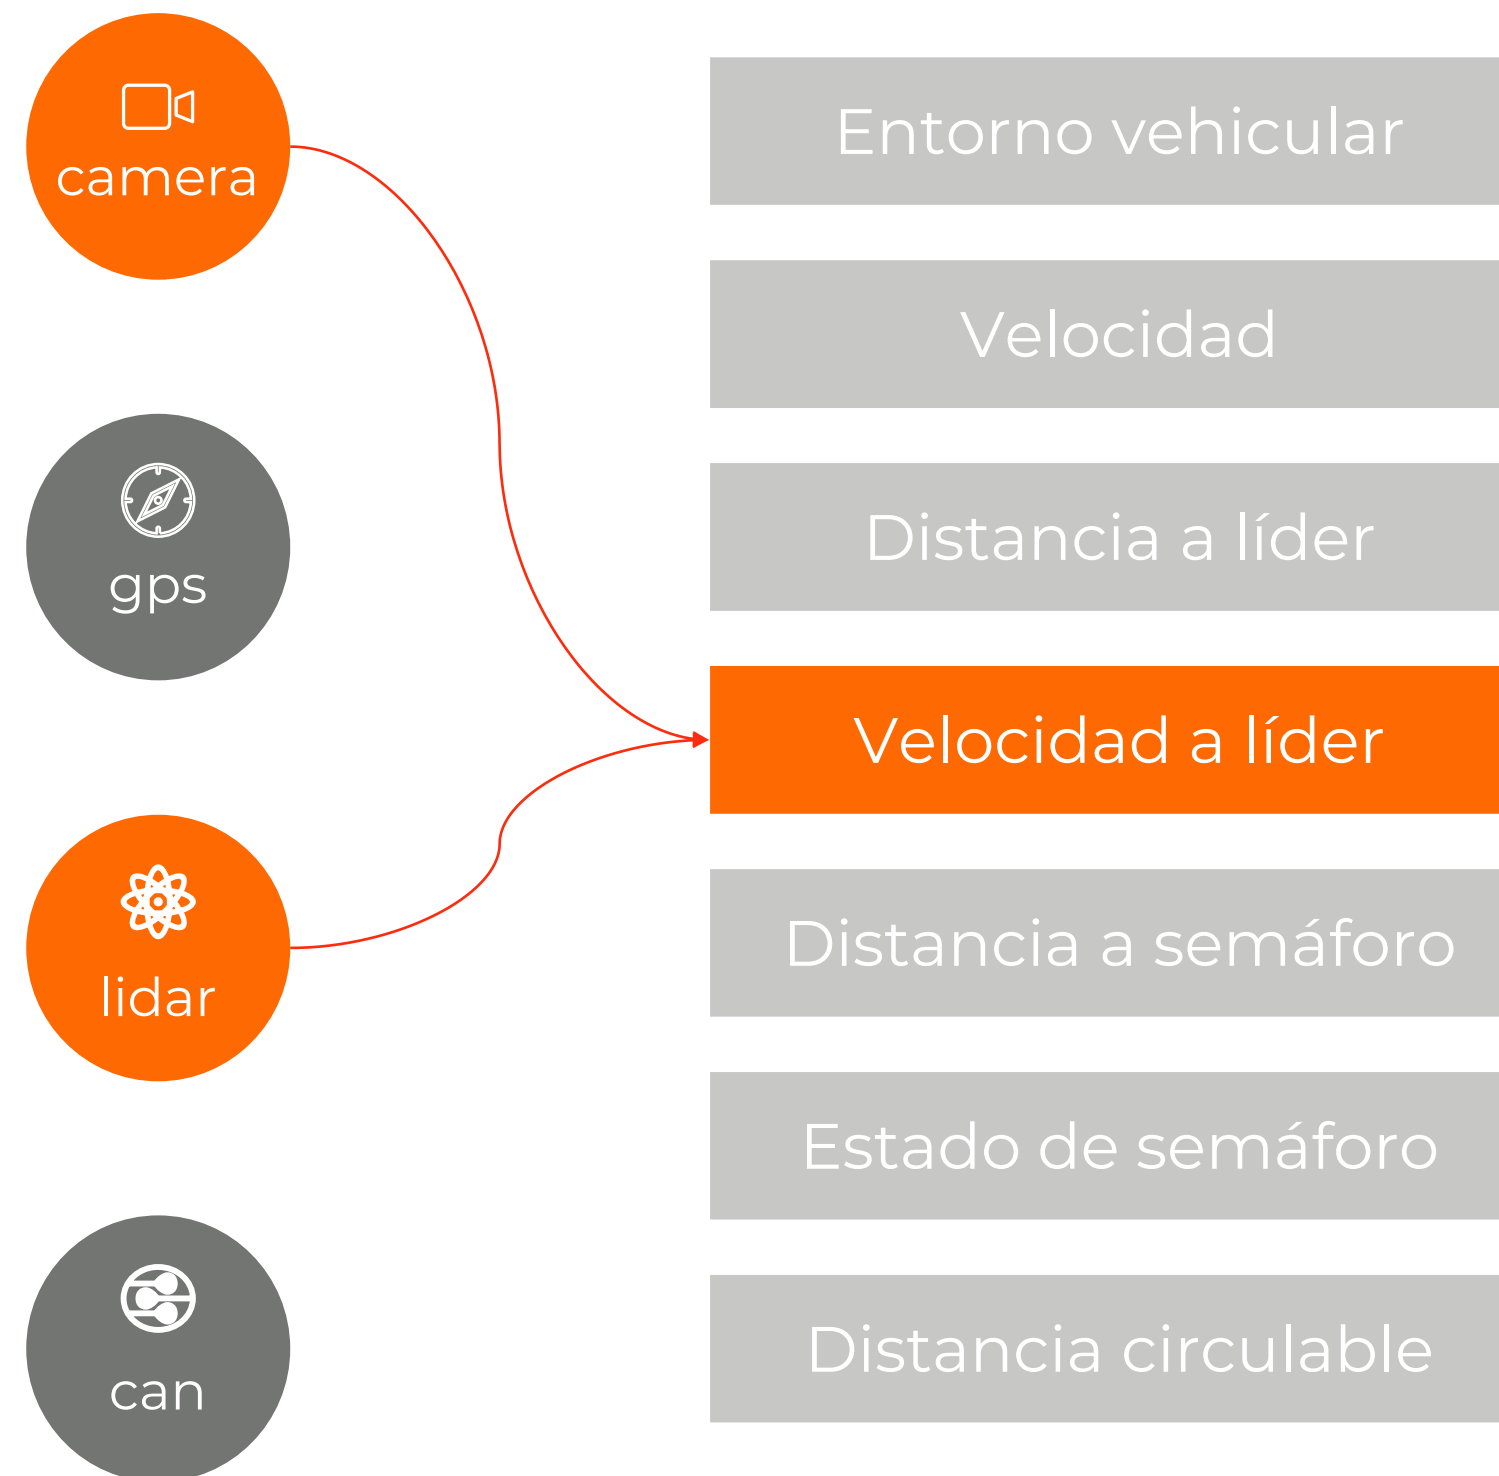 camera
gps
lidar
can
Entorno vehicular
Velocidad
Distancia a líder
Velocidad a líder
Distancia a semáforo
Estado de semáforo
Distancia circulable